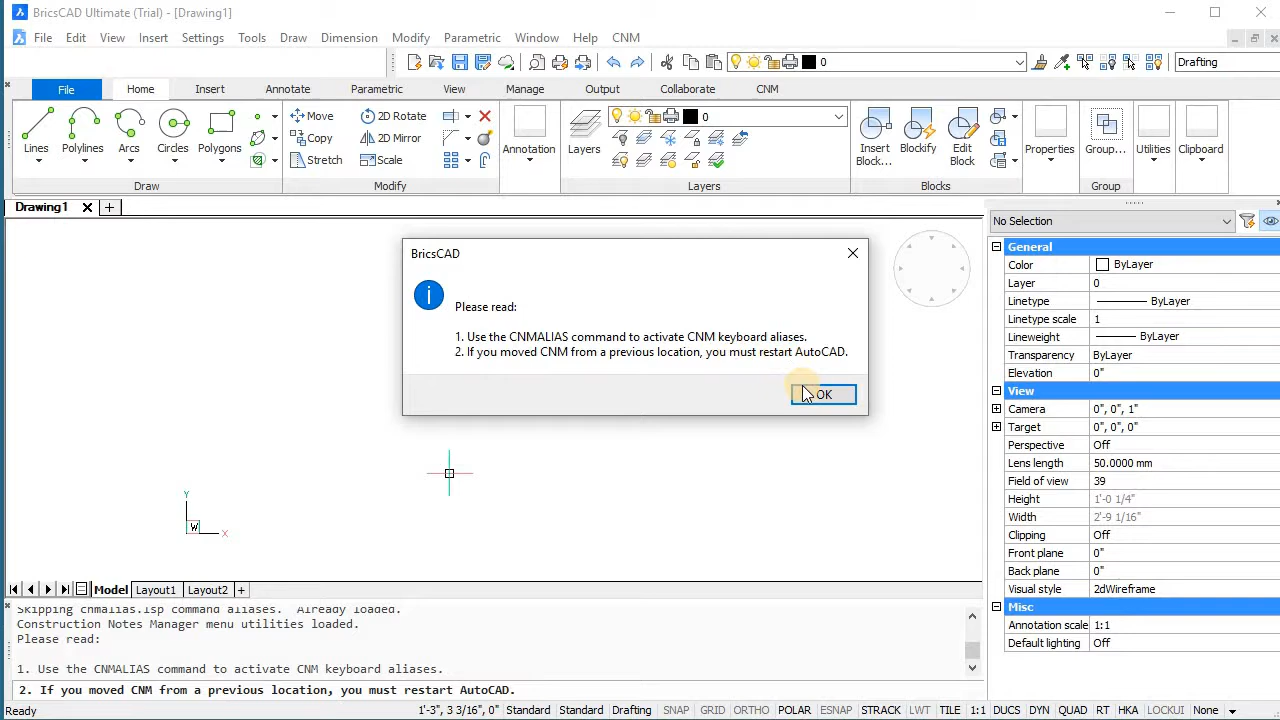 BricsCAD Ultimate (Trial) - [Drawing1]
File Edit View Insert Settings Tools Draw Dimension Modify Parametric Window Help CNM
0
Drafting
File Home Insert Annotate Parametric View Manage Output Collaborate CNM
Lines Polylines Arcs Circles Polygons
Move 2D Rotate
Copy 2D Mirror
Stretch Scale
Annotation
Layers
0
Insert Block... Blockify Edit Block
Properties Group... Utilities Clipboard
Draw Modify Layers Blocks Group
Drawing1
No Selection
BricsCAD
Please read:
1. Use the CNMALIAS command to activate CNM keyboard aliases.
2. If you moved CNM from a previous location, you must restart AutoCAD.
OK
Y
W X
General
Color ByLayer
Layer 0
Linetype ByLayer
Linetype scale 1
Lineweight ByLayer
Transparency ByLayer
Elevation 0"
View
Camera 0", 0", 1"
Target 0", 0", 0"
Perspective Off
Lens length 50.0000 mm
Field of view 39
Height 1'-0 1/4"
Width 2'-9 1/16"
Clipping Off
Front plane 0"
Back plane 0"
Visual style 2dWireframe
Misc
Annotation scale 1:1
Default lighting Off
Model Layout1 Layout2
Skipping cnmalias.lsp command aliases. Already loaded.
Construction Notes Manager menu utilities loaded.
Please read:
1. Use the CNMALIAS command to activate CNM keyboard aliases.
2. If you moved CNM from a previous location, you must restart AutoCAD.
Ready 1'-3", 3 3/16", 0" Standard Standard Drafting SNAP GRID ORTHO POLAR ESNAP STRACK LWT TILE 1:1 DUCS DYN QUAD RT HKA LOCKUI None